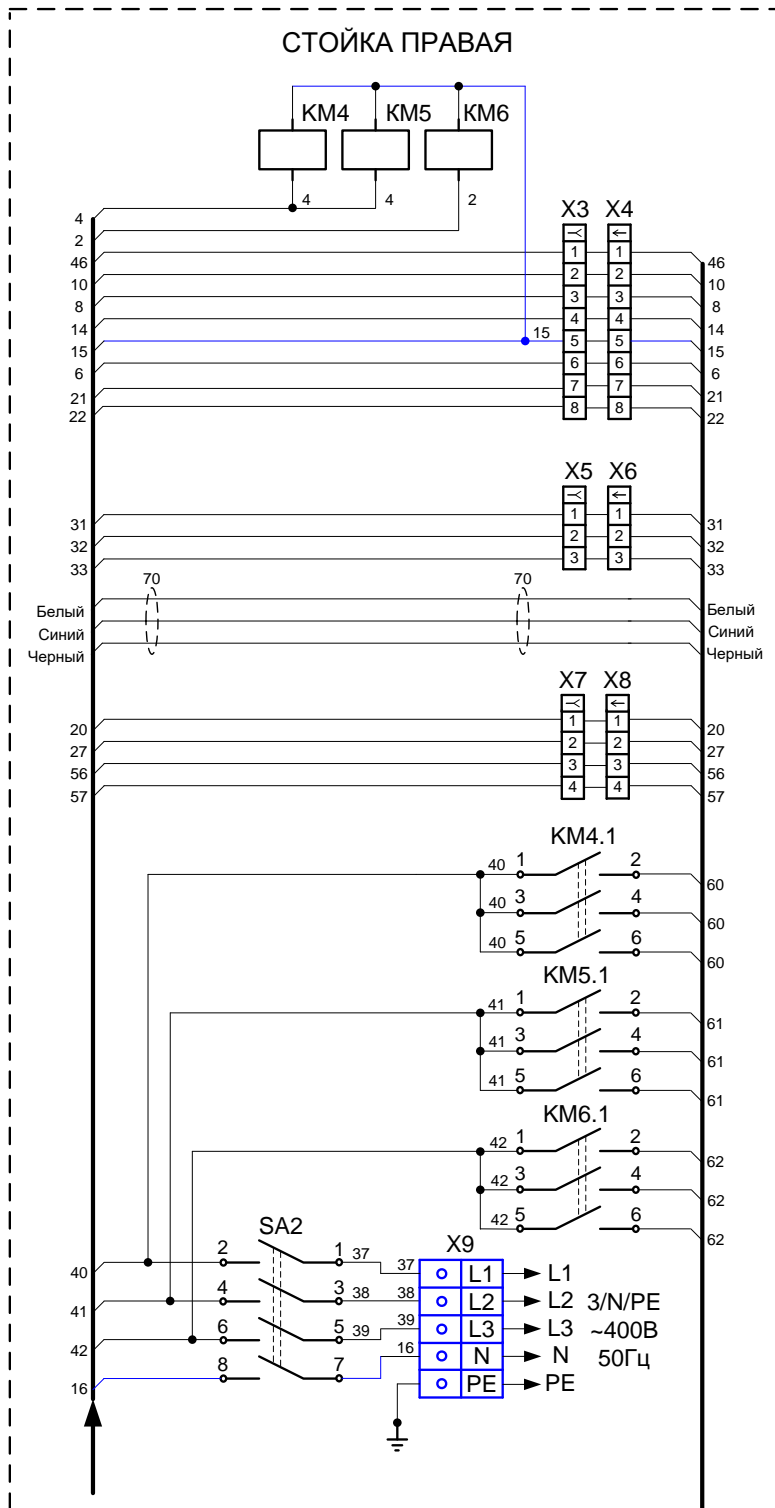 СТОЙКА ПРАВАЯ
KM4 KM5 KM6
4 4 2
4
2
X3 X4
46 1 1 46
10 2 2 10
8 3 3 8
14 4 4 14
15 15 5 5 15
6 6 6 6
21 7 7 21
22 8 8 22
X5 X6
31 1 1 31
32 2 2 32
33 3 3 33
70 70
Белый Белый
Синий Синий
Черный Черный
X7 X8
20 1 1 20
27 2 2 27
56 3 3 56
57 4 4 57
KM4.1
40 1 2 60
40 3 4 60
40 5 6 60
KM5.1
41 1 2 61
41 3 4 61
41 5 6 61
KM6.1
42 1 2 62
42 3 4 62
42 5 6 62
SA2 X9
40 2 1 37 37 L1 L1
41 4 3 38 38 L2 L2 3/N/PE
42 6 5 39 39 L3 L3 ~400В
16 8 7 16 N N 50Гц
PE PE